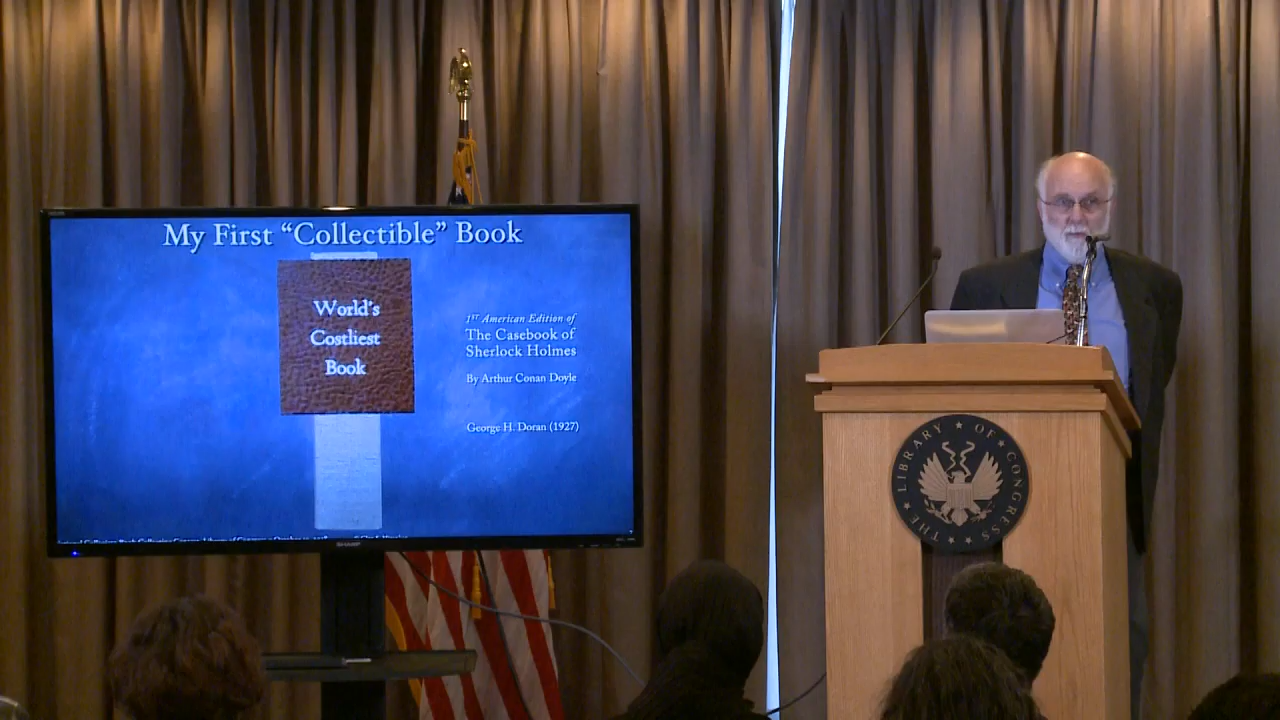 My First “Collectible” Book
World's
Costliest
Book
1ST American Edition of
The Casebook of
Sherlock Holmes
By Arthur Conan Doyle
George H. Doran (1927)
SHARP
THE LIBRARY OF CONGRESS